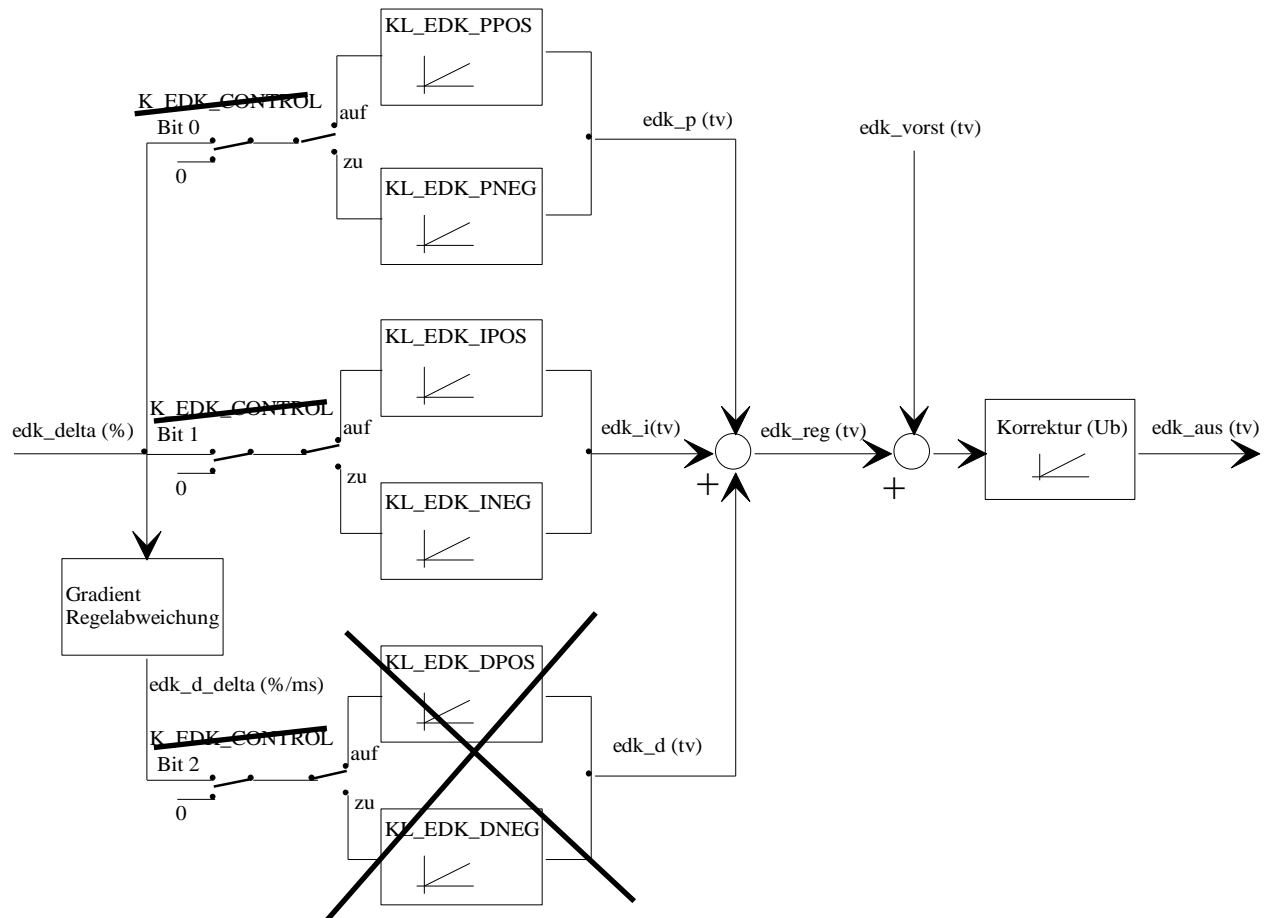 KL_EDK_PPOS
K_EDK_CONTROL
Bit 0
auf
0
zu
KL_EDK_PNEG
edk_p (tv)
edk_vorst (tv)
KL_EDK_IPOS
K_EDK_CONTROL
Bit 1
auf
edk_delta (%)
0
zu
KL_EDK_INEG
edk_i(tv)
+
edk_reg (tv)
+
Korrektur (Ub)
edk_aus (tv)
Gradient
Regelabweichung
edk_d_delta (%/ms)
K_EDK_CONTROL
Bit 2
auf
0
zu
KL_EDK_DPOS
KL_EDK_DNEG
edk_d (tv)